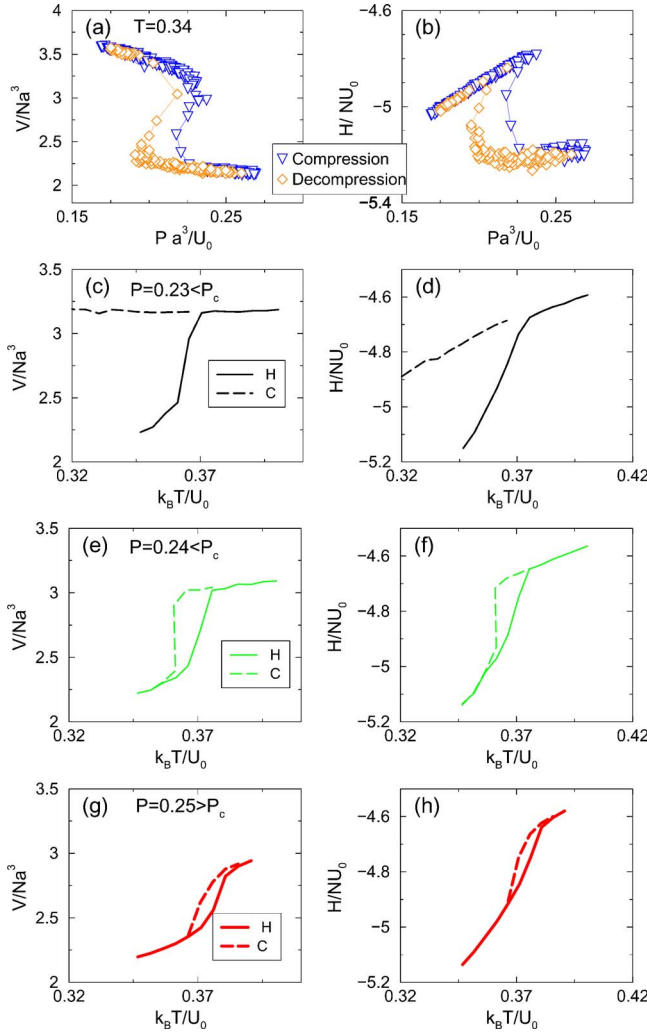 (a) T=0.34
4
3.5
3
2.5
2
V/Na³
0.15 0.25
P a³/U₀
(b)
-4.6
-5
-5.4
H/ NU₀
0.15 0.25
Pa³/U₀
Compression
Decompression
(c) P=0.23<P_c
3.5
3
2.5
2
V/Na³
H
C
0.32 0.37
k_BT/U₀
(d)
-4.6
-4.8
-5
-5.2
H/NU₀
0.32 0.37 0.42
k_BT/U₀
(e) P=0.24<P_c
3.5
3
2.5
2
V/Na³
H
C
0.32 0.37
k_BT/U₀
(f)
-4.6
-4.8
-5
-5.2
H/NU₀
0.32 0.37 0.42
k_BT/U₀
(g) P=0.25>P_c
3.5
3
2.5
2
V/Na³
H
C
0.32 0.37
k_BT/U₀
(h)
-4.6
-4.8
-5
-5.2
H/NU₀
0.32 0.37 0.42
k_BT/U₀